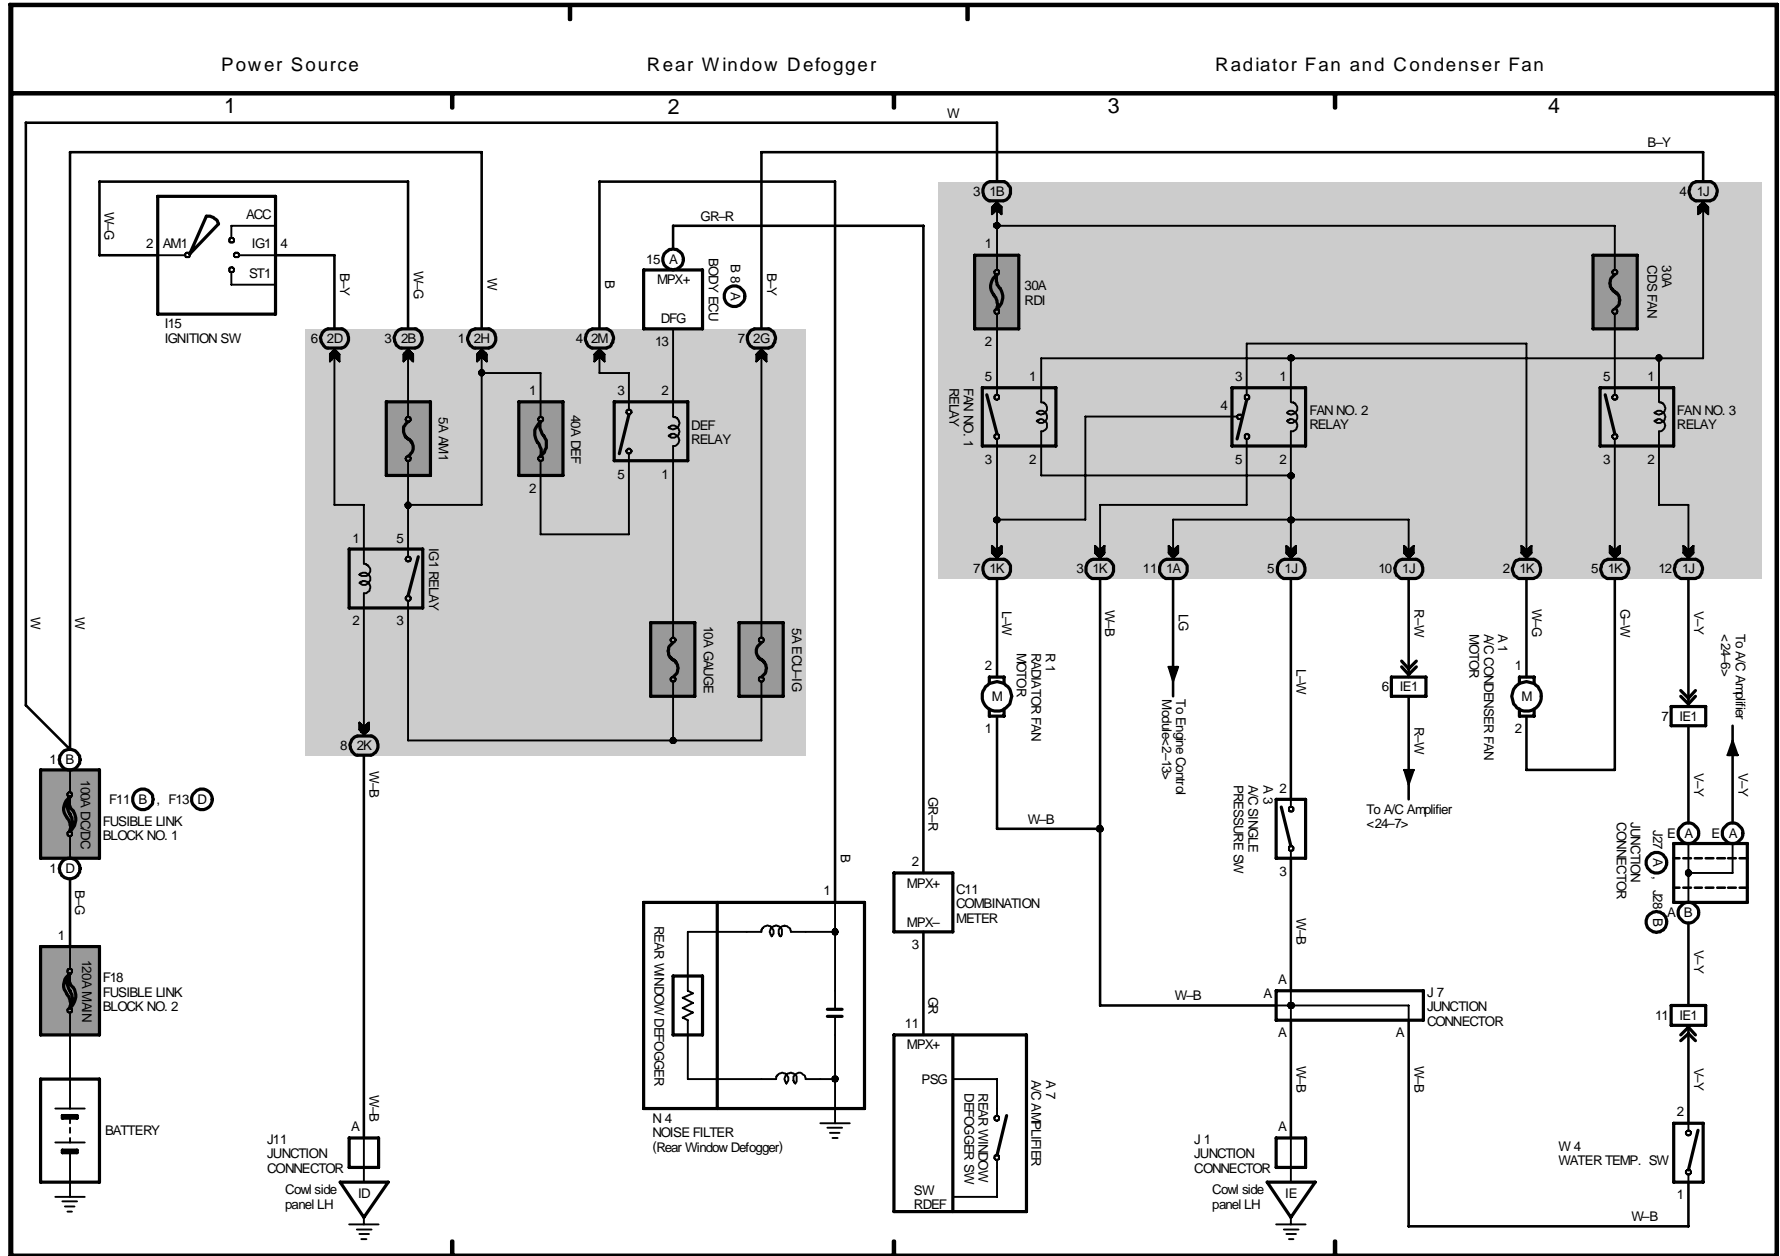 Power Source
Rear Window Defogger
Radiator Fan and Condenser Fan
1
2
3
4
W
B–Y
W–G
2
AM1
ACC
IG1
ST1
4
I15
IGNITION SW
B–Y
W–G
W
B
GR–R
15
A
MPX+
DFG
13
BODY ECU
B 8
A
B–Y
6
2D
3
2B
1
2H
4
2M
7
2G
5A AM1
1
40A DEF
2
3
2
DEF
RELAY
5
1
1
5
IG1 RELAY
2
3
10A GAUGE
5A ECU–IG
8
2K
W
W
1
B
100A DC/DC
F11
B
, F13
D
FUSIBLE LINK
BLOCK NO. 1
1
D
B–G
1
120A MAIN
F18
FUSIBLE LINK
BLOCK NO. 2
BATTERY
W–B
W–B
A
J11
JUNCTION
CONNECTOR
Cowl side
panel LH
ID
B
1
REAR WINDOW DEFOGGER
N 4
NOISE FILTER
(Rear Window Defogger)
GR–R
2
MPX+
MPX–
C11
COMBINATION
METER
3
GR
11
MPX+
PSG
SW
RDEF
REAR WINDOW
DEFOGGER SW
A 7
A/C AMPLIFIER
3
1B
4
1J
1
30A
RDI
2
30A
CDS FAN
5
1
FAN NO. 1
RELAY
3
2
3
1
4
FAN NO. 2
RELAY
5
2
5
1
FAN NO. 3
RELAY
3
2
7
1K
3
1K
11
1A
5
1J
10
1J
2
1K
5
1K
12
1J
L–W
W–B
LG
L–W
R–W
W–G
G–W
V–Y
2
M
1
R 1
RADIATOR FAN
MOTOR
To Engine Control
Module<2–13>
6
IE1
R–W
To A/C Amplifier
<24–7>
A 1
A/C CONDENSER FAN
MOTOR
1
M
2
To A/C Amplifier
<24–6>
7
IE1
V–Y
V–Y
W–B
2
A 3
A/C SINGLE
PRESSURE SW
3
W–B
E
A
E
A
J27
A
, J28
B
JUNCTION
CONNECTOR
A
B
V–Y
W–B
A
A
J 7
JUNCTION
CONNECTOR
A
A
11
IE1
W–B
W–B
V–Y
2
W 4
WATER TEMP. SW
1
A
J 1
JUNCTION
CONNECTOR
Cowl side
panel LH
IE
W–B